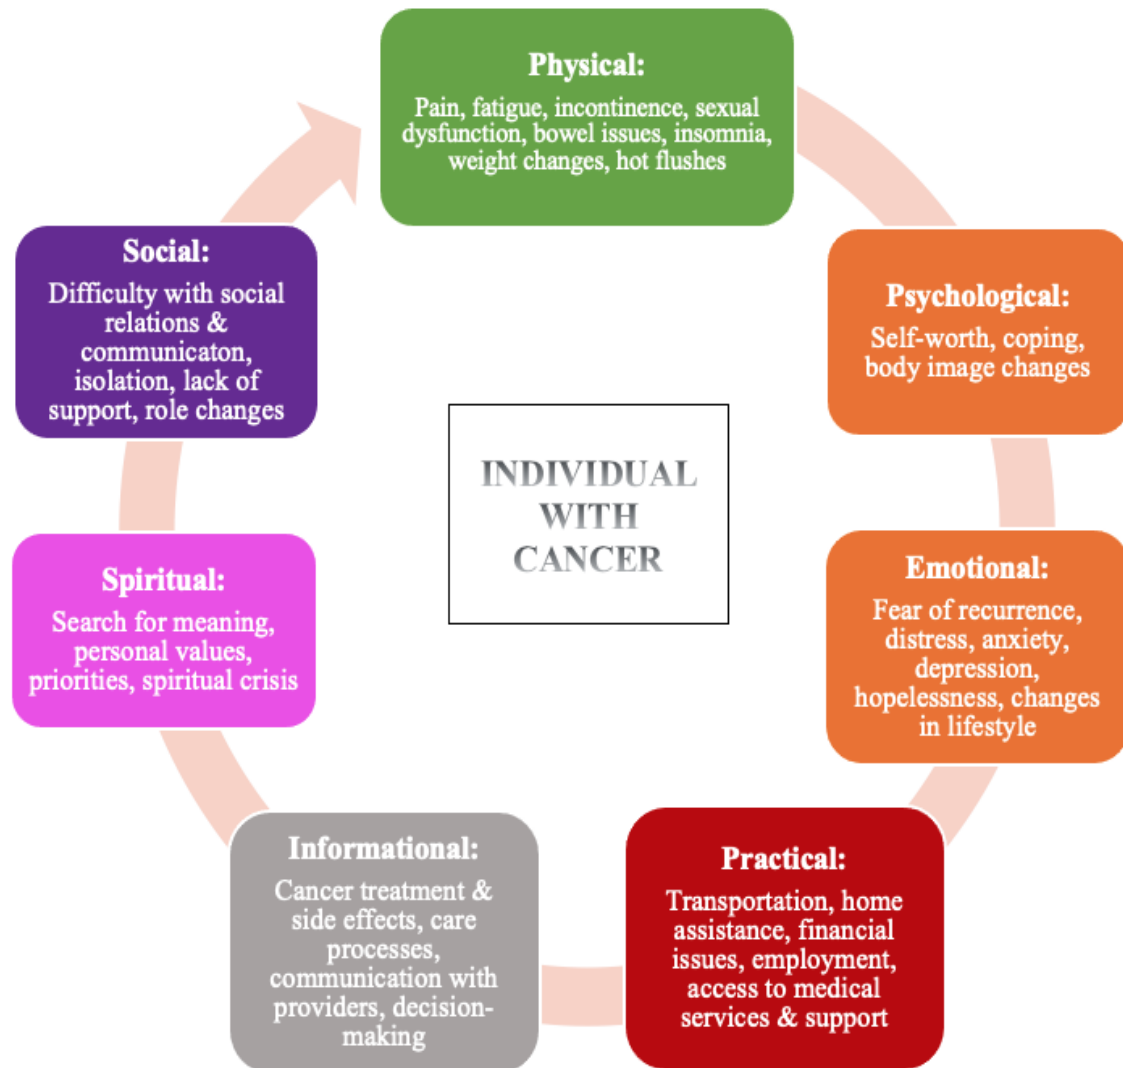 Physical:
Pain, fatigue, incontinence, sexual
dysfunction, bowel issues, insomnia,
weight changes, hot flushes
Psychological:
Self-worth, coping,
body image changes
Emotional:
Fear of recurrence,
distress, anxiety,
depression,
hopelessness, changes
in lifestyle
Practical:
Transportation, home
assistance, financial
issues, employment,
access to medical
services & support
Informational:
Cancer treatment &
side effects, care
processes,
communication with
providers, decision-
making
Spiritual:
Search for meaning,
personal values,
priorities, spiritual crisis
Social:
Difficulty with social
relations &
communicaton,
isolation, lack of
support, role changes
INDIVIDUAL
WITH
CANCER